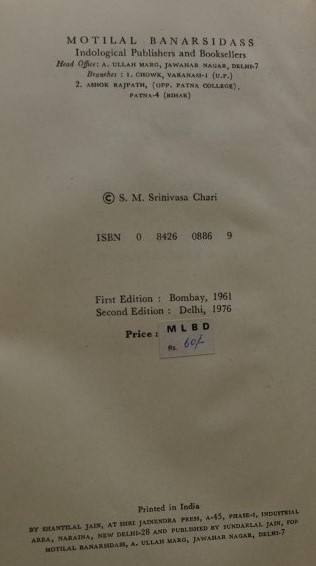 MOTILAL BANARSIDASS
Indological Publishers and Booksellers
Head Office: A. ULLAH MARG, JAWAHAR NAGAR, DELHI-7
Branches : 1. CHOWK, VARANASI-1 (U.P.)
2. ASHOK RAJPATH, (OPP. PATNA COLLEGE),
PATNA-4 (BIHAR)
© S. M. Srinivasa Chari
ISBN 0 8426 0886 9
First Edition : Bombay, 1961
Second Edition : Delhi, 1976
Price : MLBD
Rs. 60/-
Printed in India
BY SHANTILAL JAIN, AT SHRI JAINENDRA PRESS, A-45, PHASE-1, INDUSTRIAL
AREA, NARAINA, NEW DELHI-28 AND PUBLISHED BY SUNDARLAL JAIN, FOR
MOTILAL BANARSIDASS, A. ULLAH MARG, JAWAHAR NAGAR, DELHI-7